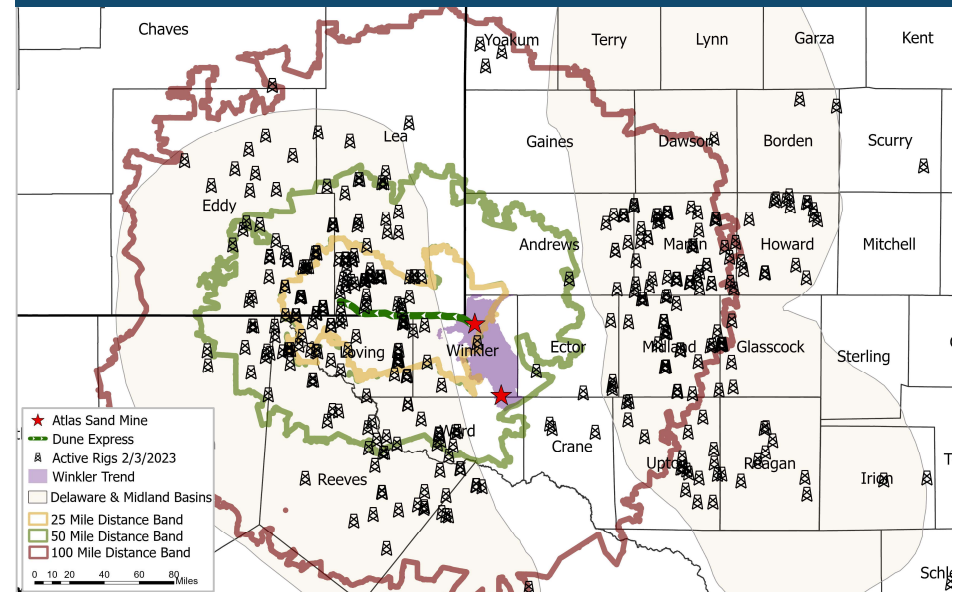 Chaves
Yoakum
Terry
Lynn
Garza
Kent
Lea
Gaines
Dawson
Borden
Scurry
Eddy
Andrews
Martin
Howard
Mitchell
Loving
Winkler
Ector
Midland
Glasscock
Sterling
Ward
Crane
Reeves
Upton
Reagan
Irion
Schle
Atlas Sand Mine
Dune Express
Active Rigs 2/3/2023
Winkler Trend
Delaware & Midland Basins
25 Mile Distance Band
50 Mile Distance Band
100 Mile Distance Band
0 10 20 40 60 80
Miles